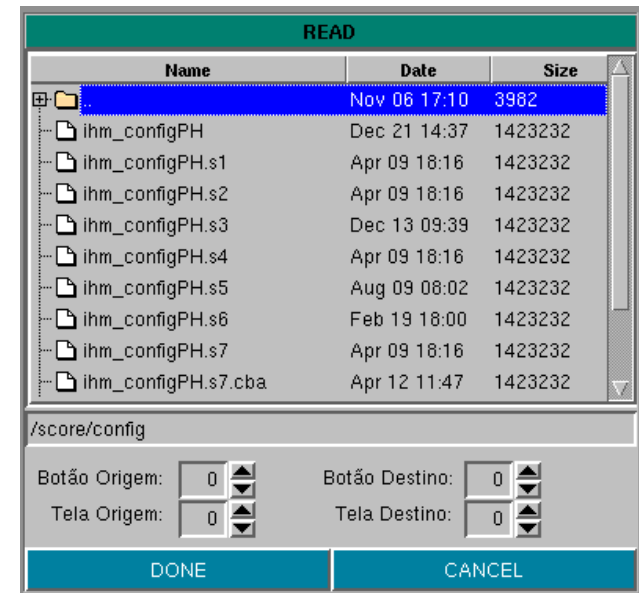 READ
Name Date Size
.. Nov 06 17:10 3982
ihm_configPH Dec 21 14:37 1423232
ihm_configPH.s1 Apr 09 18:16 1423232
ihm_configPH.s2 Apr 09 18:16 1423232
ihm_configPH.s3 Dec 13 09:39 1423232
ihm_configPH.s4 Apr 09 18:16 1423232
ihm_configPH.s5 Aug 09 08:02 1423232
ihm_configPH.s6 Feb 19 18:00 1423232
ihm_configPH.s7 Apr 09 18:16 1423232
ihm_configPH.s7.cba Apr 12 11:47 1423232
/score/config
Botão Origem: 0 Botão Destino: 0
Tela Origem: 0 Tela Destino: 0
DONE CANCEL